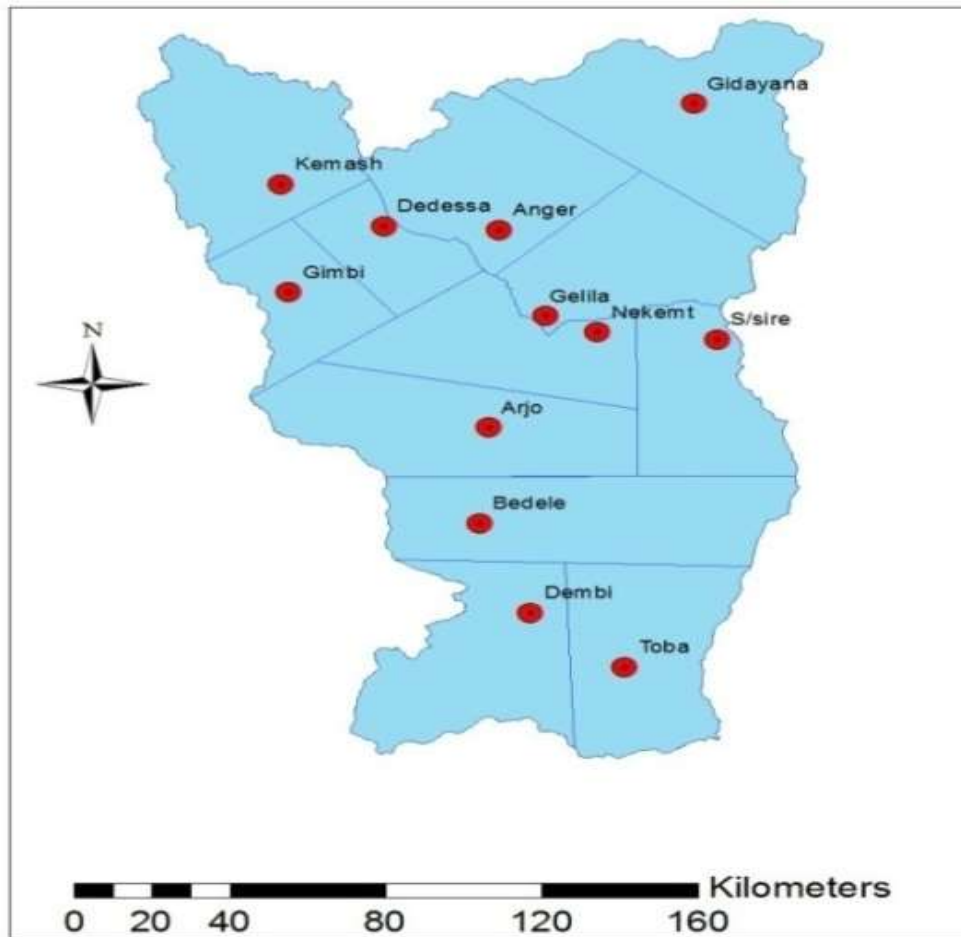 Gidayana
Kemash
Dedessa
Anger
Gimbi
Gelila
Nekemt
S/sire
N
Arjo
Bedele
Dembi
Toba
Kilometers
0 20 40 80 120 160